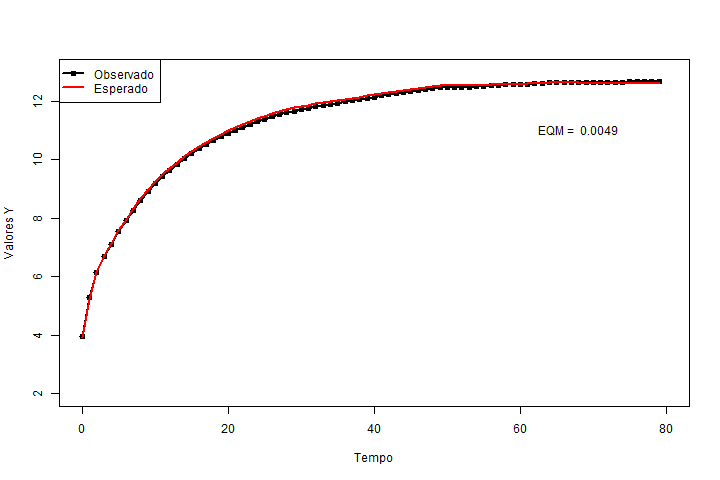 Observado
Esperado
EQM = 0.0049
Valores Y
12
10
8
6
4
2
0 20 40 60 80
Tempo